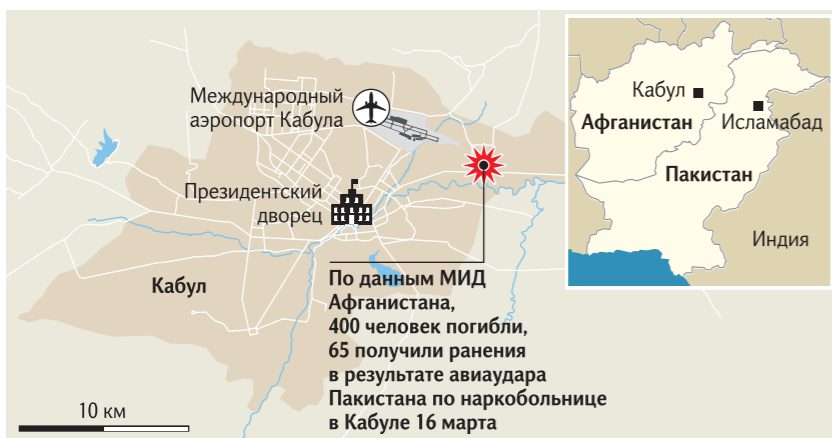 Международный
аэропорт Кабула
Президентский
дворец
Кабул
По данным МИД
Афганистана,
400 человек погибли,
65 получили ранения
в результате авиаудара
Пакистана по наркобольнице
в Кабуле 16 марта
10 км
Кабул
Исламабад
Афганистан
Пакистан
Индия